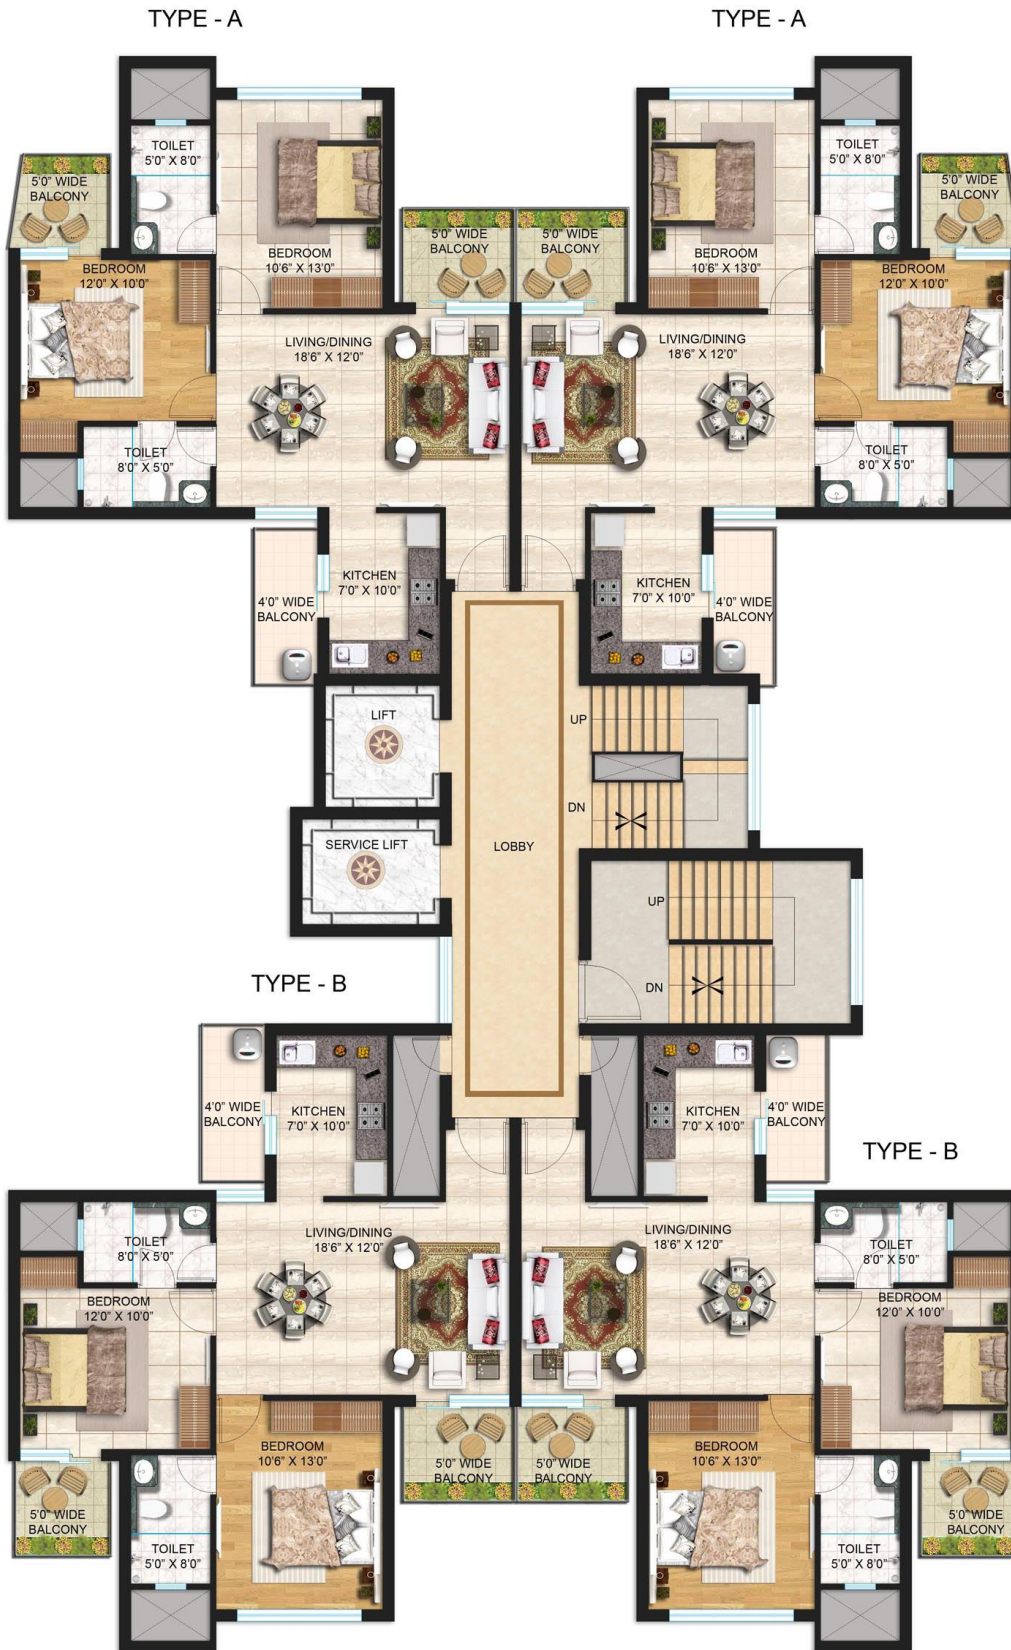 TYPE - A
TYPE - A
TOILET
5'0" X 8'0"
5'0" WIDE
BALCONY
BEDROOM
10'6" X 13'0"
5'0" WIDE
BALCONY
5'0" WIDE
BALCONY
BEDROOM
10'6" X 13'0"
TOILET
5'0" X 8'0"
5'0" WIDE
BALCONY
BEDROOM
12'0" X 10'0"
LIVING/DINING
18'6" X 12'0"
LIVING/DINING
18'6" X 12'0"
BEDROOM
12'0" X 10'0"
TOILET
8'0" X 5'0"
TOILET
8'0" X 5'0"
4'0" WIDE
BALCONY
KITCHEN
7'0" X 10'0"
KITCHEN
7'0" X 10'0"
4'0" WIDE
BALCONY
LIFT
UP
DN
SERVICE LIFT
LOBBY
UP
DN
TYPE - B
4'0" WIDE
BALCONY
KITCHEN
7'0" X 10'0"
KITCHEN
7'0" X 10'0"
4'0" WIDE
BALCONY
TYPE - B
TOILET
8'0" X 5'0"
LIVING/DINING
18'6" X 12'0"
LIVING/DINING
18'6" X 12'0"
TOILET
8'0" X 5'0"
BEDROOM
12'0" X 10'0"
BEDROOM
12'0" X 10'0"
5'0" WIDE
BALCONY
TOILET
5'0" X 8'0"
BEDROOM
10'6" X 13'0"
5'0" WIDE
BALCONY
5'0" WIDE
BALCONY
BEDROOM
10'6" X 13'0"
TOILET
5'0" X 8'0"
5'0" WIDE
BALCONY